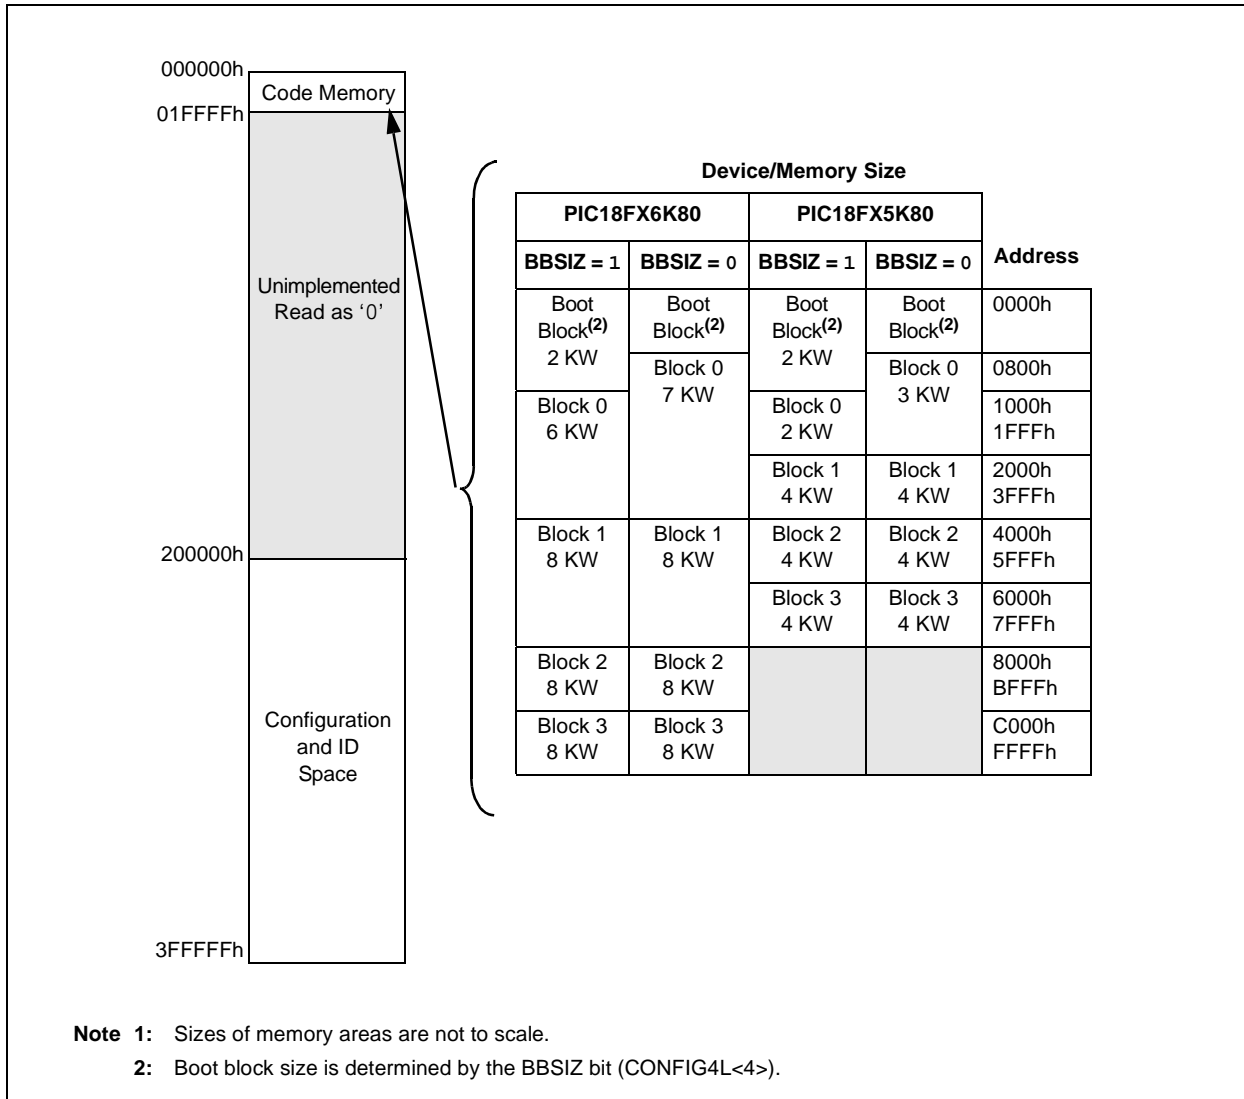 000000h
Code Memory
01FFFFh
Unimplemented
Read as ‘0’
200000h
Configuration
and ID
Space
3FFFFFh
Device/Memory Size
PIC18FX6K80 PIC18FX5K80
BBSIZ = 1 BBSIZ = 0 BBSIZ = 1 BBSIZ = 0 Address
Boot Boot Boot Boot 0000h
Block(2) Block(2) Block(2) Block(2)
2 KW 2 KW
Block 0 Block 0 0800h
7 KW 3 KW
Block 0 Block 0 1000h
6 KW 2 KW 1FFFh
Block 1 Block 1 2000h
4 KW 4 KW 3FFFh
Block 1 Block 1 Block 2 Block 2 4000h
8 KW 8 KW 4 KW 4 KW 5FFFh
Block 3 Block 3 6000h
4 KW 4 KW 7FFFh
Block 2 Block 2 8000h
8 KW 8 KW BFFFh
Block 3 Block 3 C000h
8 KW 8 KW FFFFh
Note 1: Sizes of memory areas are not to scale.
2: Boot block size is determined by the BBSIZ bit (CONFIG4L<4>).